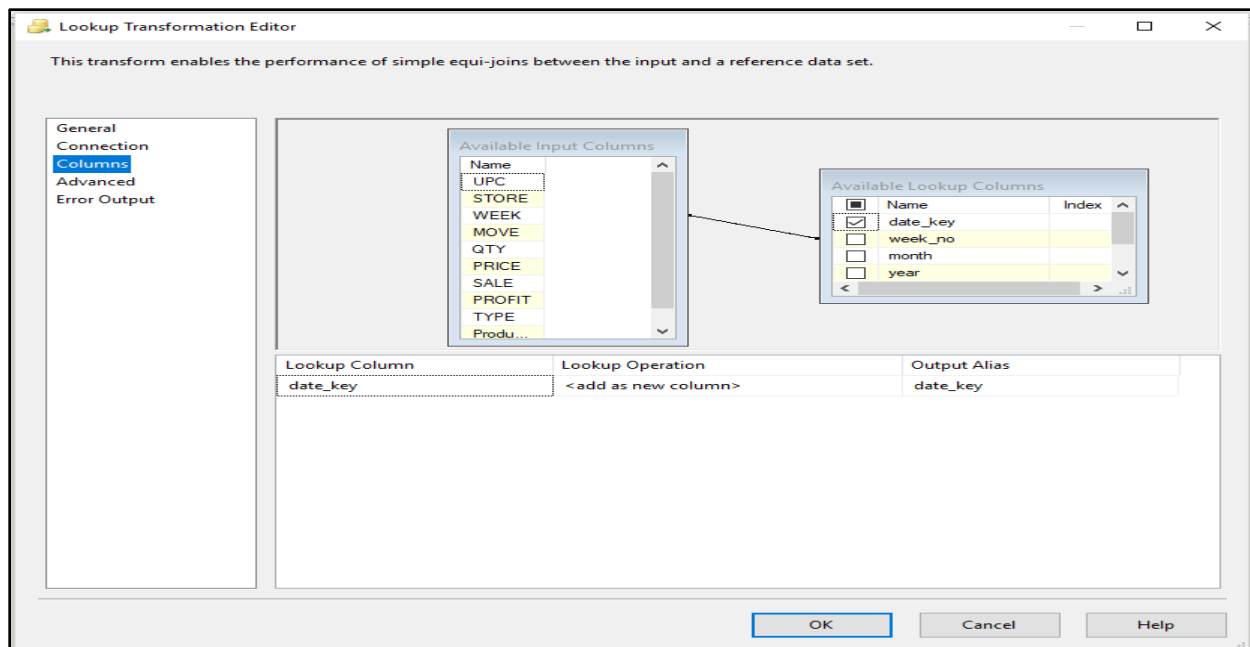 Lookup Transformation Editor
This transform enables the performance of simple equi-joins between the input and a reference data set.
General
Connection
Columns
Advanced
Error Output
Available Input Columns
Name
UPC
STORE
WEEK
MOVE
QTY
PRICE
SALE
PROFIT
TYPE
Produ...
Available Lookup Columns
Name Index
date_key
week_no
month
year
Lookup Column Lookup Operation Output Alias
date_key <add as new column> date_key
OK Cancel Help